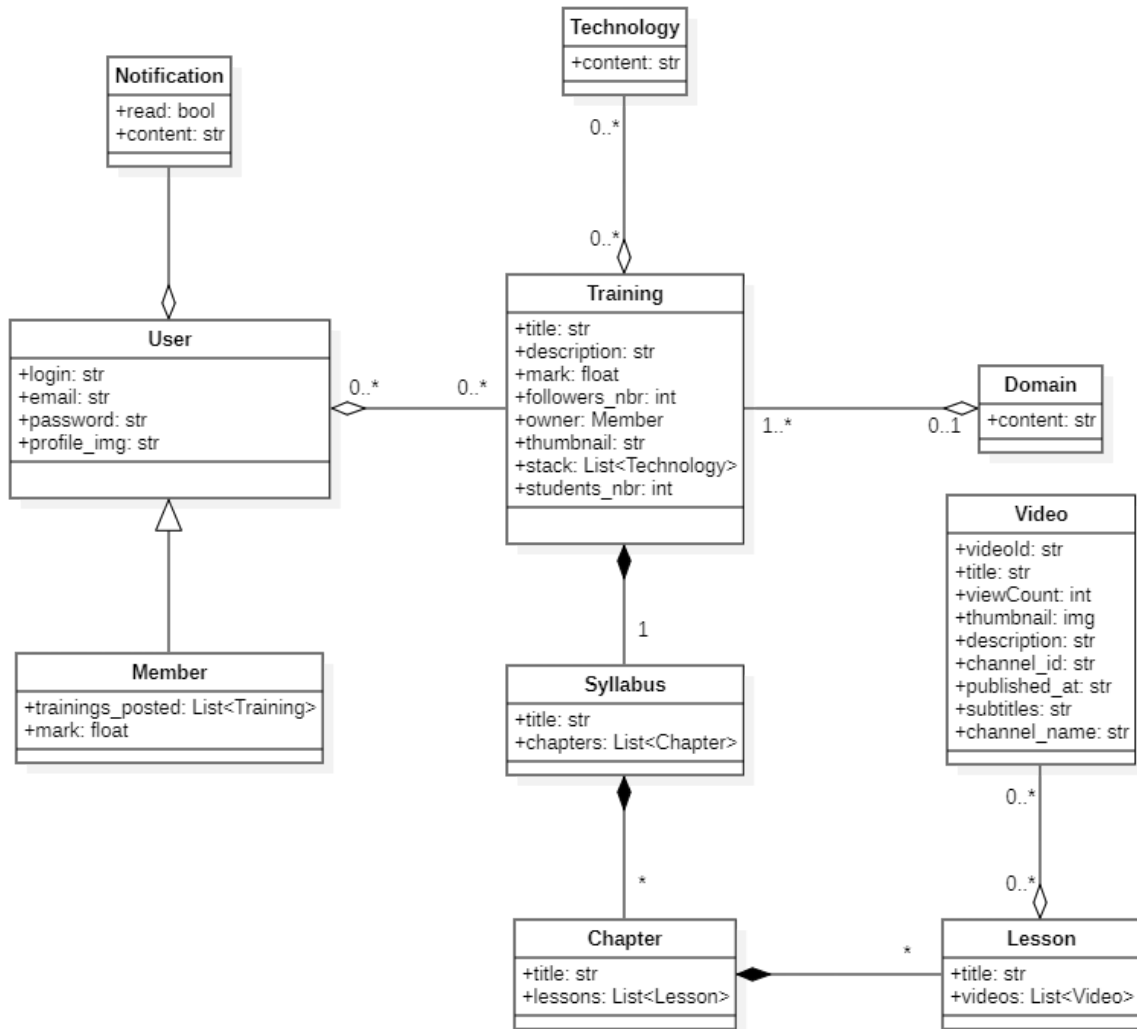 Technology
+content: str
Notification
+read: bool
+content: str
0..*
0..*
Training
+title: str
+description: str
+mark: float
+followers_nbr: int
+owner: Member
+thumbnail: str
+stack: List<Technology>
+students_nbr: int
User
+login: str
+email: str
+password: str
+profile_img: str
0..*
0..*
Domain
+content: str
1..*
0..1
Video
+videoId: str
+title: str
+viewCount: int
+thumbnail: img
+description: str
+channel_id: str
+published_at: str
+subtitles: str
+channel_name: str
1
Member
+trainings_posted: List<Training>
+mark: float
Syllabus
+title: str
+chapters: List<Chapter>
0..*
*
0..*
Chapter
+title: str
+lessons: List<Lesson>
*
Lesson
+title: str
+videos: List<Video>